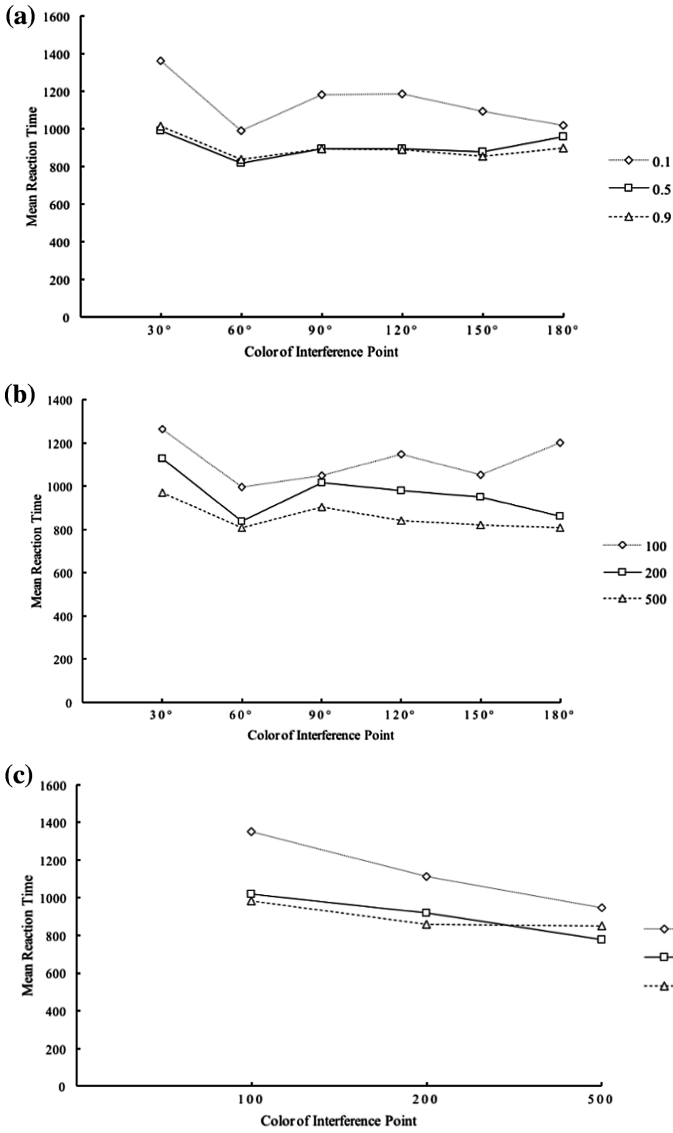 (a)
1600
1400
1200
1000
800
600
400
200
0
Mean Reaction Time
30° 60° 90° 120° 150° 180°
Color of Interference Point
0.1
0.5
0.9
(b)
1400
1200
1000
800
600
400
200
0
Mean Reaction Time
30° 60° 90° 120° 150° 180°
Color of Interference Point
100
200
500
(c)
1600
1400
1200
1000
800
600
400
200
0
Mean Reaction Time
100 200 500
Color of Interference Point